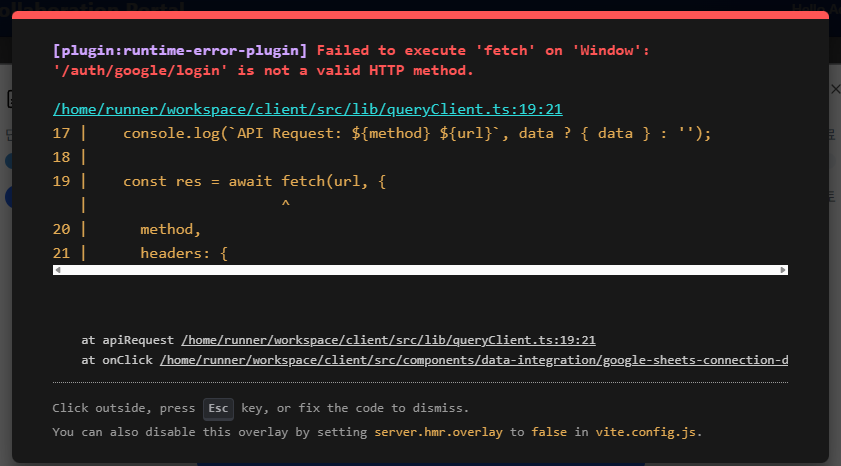 [plugin:runtime-error-plugin] Failed to execute 'fetch' on 'Window':
'/auth/google/login' is not a valid HTTP method.
/home/runner/workspace/client/src/lib/queryClient.ts:19:21
17 |    console.log(`API Request: ${method} ${url}`, data ? { data } : '');
18 |
19 |    const res = await fetch(url, {
|                      ^
20 |      method,
21 |      headers: {
at apiRequest /home/runner/workspace/client/src/lib/queryClient.ts:19:21
at onClick /home/runner/workspace/client/src/components/data-integration/google-sheets-connection-d
Click outside, press Esc key, or fix the code to dismiss.
You can also disable this overlay by setting server.hmr.overlay to false in vite.config.js.